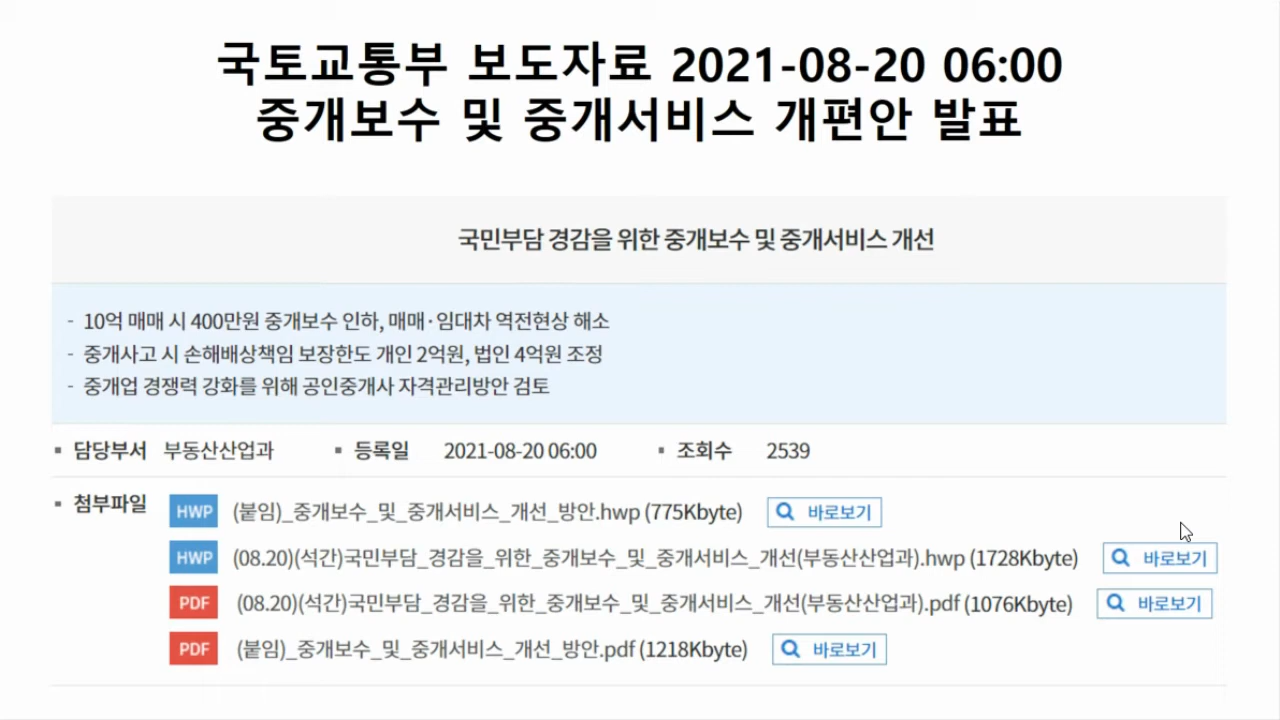 국토교통부 보도자료 2021-08-20 06:00
중개보수 및 중개서비스 개편안 발표
국민부담 경감을 위한 중개보수 및 중개서비스 개선
- 10억 매매 시 400만원 중개보수 인하, 매매·임대차 역전현상 해소
- 중개사고 시 손해배상책임 보장한도 개인 2억원, 법인 4억원 조정
- 중개업 경쟁력 강화를 위해 공인중개사 자격관리방안 검토
▪ 담당부서 부동산산업과 ▪ 등록일 2021-08-20 06:00 ▪ 조회수 2539
▪ 첨부파일 HWP (붙임)_중개보수_및_중개서비스_개선_방안.hwp (775Kbyte) 바로보기
HWP (08.20)(석간)국민부담_경감을_위한_중개보수_및_중개서비스_개선(부동산산업과).hwp (1728Kbyte) 바로보기
PDF (08.20)(석간)국민부담_경감을_위한_중개보수_및_중개서비스_개선(부동산산업과).pdf (1076Kbyte) 바로보기
PDF (붙임)_중개보수_및_중개서비스_개선_방안.pdf (1218Kbyte) 바로보기